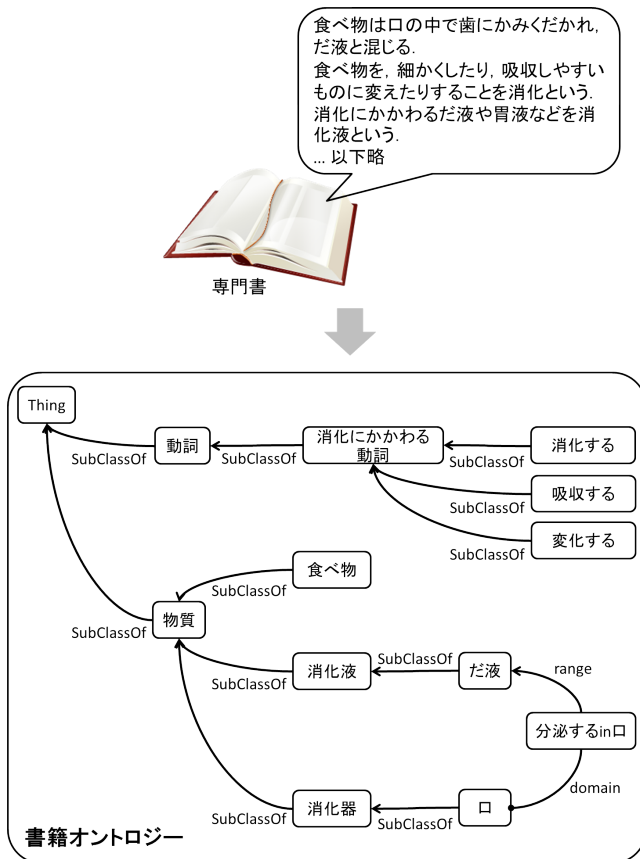 食べ物は口の中で歯にかみくだかれ,
だ液と混じる.
食べ物を, 細かくしたり, 吸収しやすい
ものに変えたりすることを消化という.
消化にかかわるだ液や胃液などを消
化液という.
... 以下略
専門書
Thing
SubClassOf
動詞
SubClassOf
消化にかかわる
動詞
SubClassOf
消化する
SubClassOf
吸収する
SubClassOf
変化する
食べ物
SubClassOf
物質
SubClassOf
SubClassOf
消化液
SubClassOf
だ液
range
分泌するin口
domain
SubClassOf
消化器
SubClassOf
口
書籍オントロジー